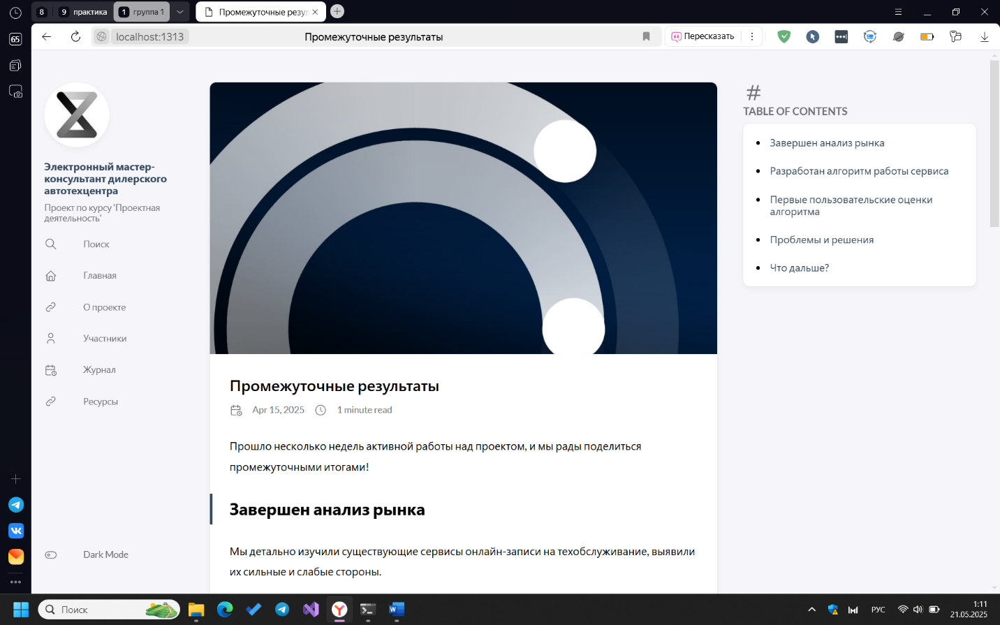 8
9 практика
1 группа 1
Промежуточные резул
65
localhost:1313
Промежуточные результаты
Пересказать
Электронный мастер-
консультант дилерского
автотехцентра
Проект по курсу 'Проектная
деятельность'
Поиск
Главная
О проекте
Участники
Журнал
Ресурсы
Dark Mode
Промежуточные результаты
Apr 15, 2025
1 minute read
Прошло несколько недель активной работы над проектом, и мы рады поделиться
промежуточными итогами!
Завершен анализ рынка
Мы детально изучили существующие сервисы онлайн-записи на техобслуживание, выявили
их сильные и слабые стороны.
#
TABLE OF CONTENTS
Завершен анализ рынка
Разработан алгоритм работы сервиса
Первые пользовательские оценки
алгоритма
Проблемы и решения
Что дальше?
Поиск
РУС
1:11
21.05.2025